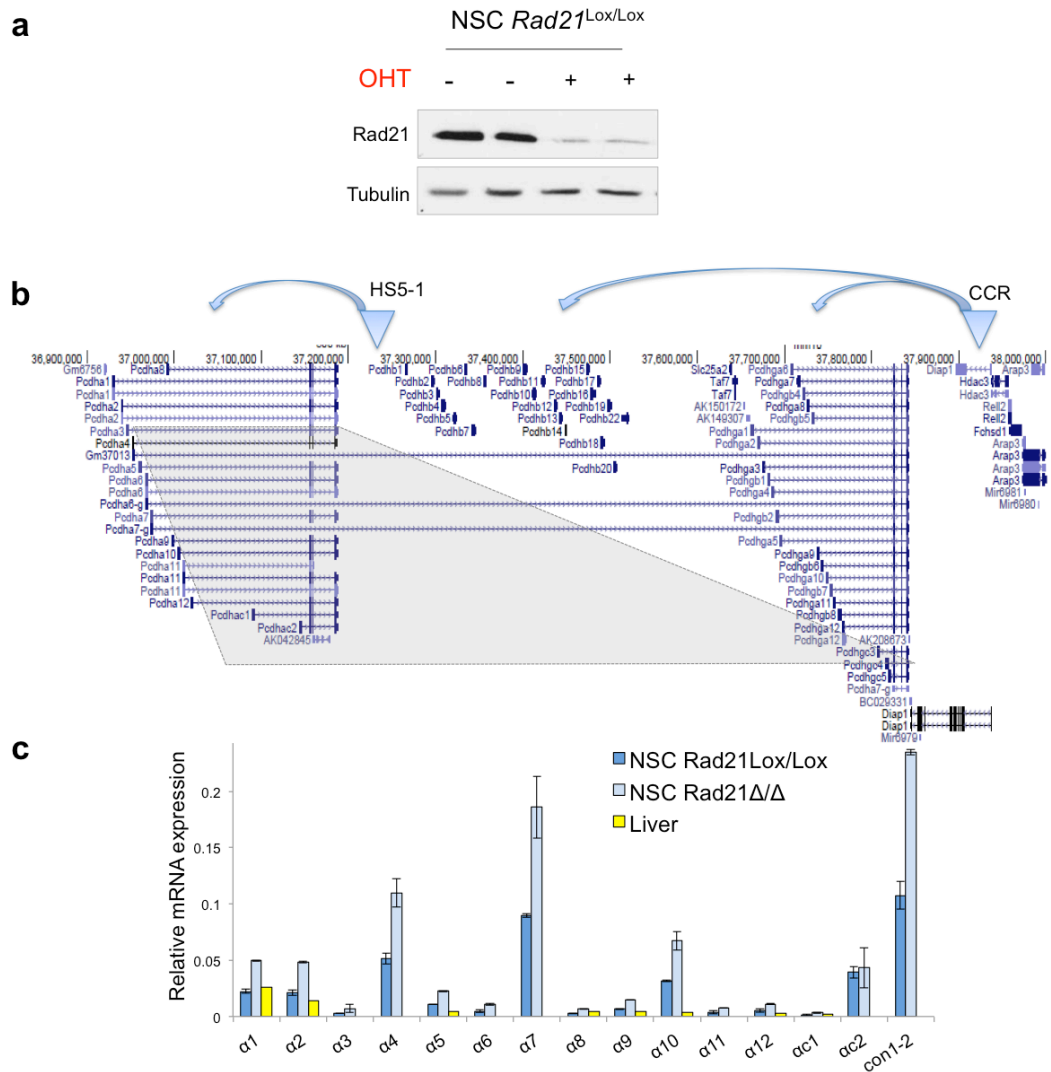 a
NSC Rad21Lox/Lox
OHT - - + +
Rad21
Tubulin
b
HS5-1
CCR
36,900,000 37,000,000 37,100,000 37,200,000 37,300,000 37,400,000 37,500,000 37,600,000 37,700,000 37,800,000 37,900,000 38,000,000
Gm6756 Pcdha8 Pcdhb1 Pcdhb6 Pcdhb9 Pcdhb15 Slc25a2 Pcdhga6 Diap1 Arap3
Pcdha1 Pcdhb2 Pcdhb8 Pcdhb11 Pcdhb17 Taf7 Pcdhga7 Hdac3
Pcdha1 Pcdhb3 Pcdhb10 Pcdhb16 Taf7 Pcdhgb4 Hdac3
Pcdha2 Pcdhb4 Pcdhb12 Pcdhb19 AK150172 Pcdhga8 Rell2
Pcdha2 Pcdhb5 Pcdhb13 Pcdhb22 AK149307 Pcdhgb5 Rell2
Pcdha3 Pcdhb7 Pcdhb14 Pcdhga1 Fchsd1
Pcdha4 Pcdhb18 Pcdhga2 Arap3
Gm37013 Arap3
Pcdha5 Pcdhb20 Pcdhga3 Arap3
Pcdha6 Pcdhgb1 Arap3
Pcdha6 Pcdhga4 Mir6981
Pcdha6-g Mir6980
Pcdha7 Pcdhgb2
Pcdha7-g
Pcdha9 Pcdhga5
Pcdha10 Pcdhga9
Pcdha11 Pcdhgb6
Pcdha11 Pcdhga10
Pcdha11 Pcdhgb7
Pcdha12 Pcdhga11
Pcdhac1 Pcdhgb8
Pcdhac2 Pcdhga12
AK042845 Pcdhga12 AK208673
Pcdhgc3
Pcdhgc4
Pcdhgc5
Pcdha7-g
BC029331
Diap1
Diap1
Mir6979
c
NSC Rad21Lox/Lox
NSC Rad21Δ/Δ
Liver
Relative mRNA expression
0.2
0.15
0.1
0.05
0
α1 α2 α3 α4 α5 α6 α7 α8 α9 α10 α11 α12 αc1 αc2 con1-2